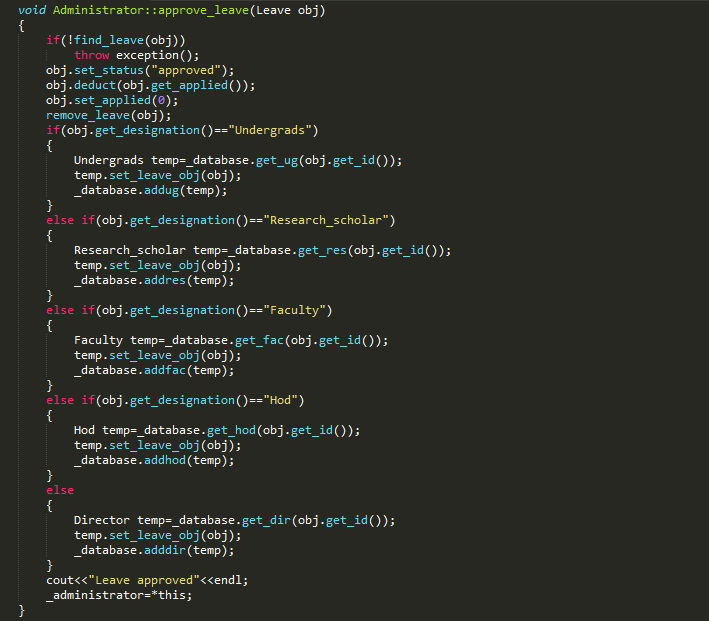 void Administrator::approve_leave(Leave obj)
{
    if(!find_leave(obj))
        throw exception();
    obj.set_status("approved");
    obj.deduct(obj.get_applied());
    obj.set_applied(0);
    remove_leave(obj);
    if(obj.get_designation()=="Undergrads")
    {
        Undergrads temp=_database.get_ug(obj.get_id());
        temp.set_leave_obj(obj);
        _database.addug(temp);
    }
    else if(obj.get_designation()=="Research_scholar")
    {
        Research_scholar temp=_database.get_res(obj.get_id());
        temp.set_leave_obj(obj);
        _database.addres(temp);
    }
    else if(obj.get_designation()=="Faculty")
    {
        Faculty temp=_database.get_fac(obj.get_id());
        temp.set_leave_obj(obj);
        _database.addfac(temp);
    }
    else if(obj.get_designation()=="Hod")
    {
        Hod temp=_database.get_hod(obj.get_id());
        temp.set_leave_obj(obj);
        _database.addhod(temp);
    }
    else
    {
        Director temp=_database.get_dir(obj.get_id());
        temp.set_leave_obj(obj);
        _database.adddir(temp);
    }
    cout<<"Leave approved"<<endl;
    _administrator=*this;
}